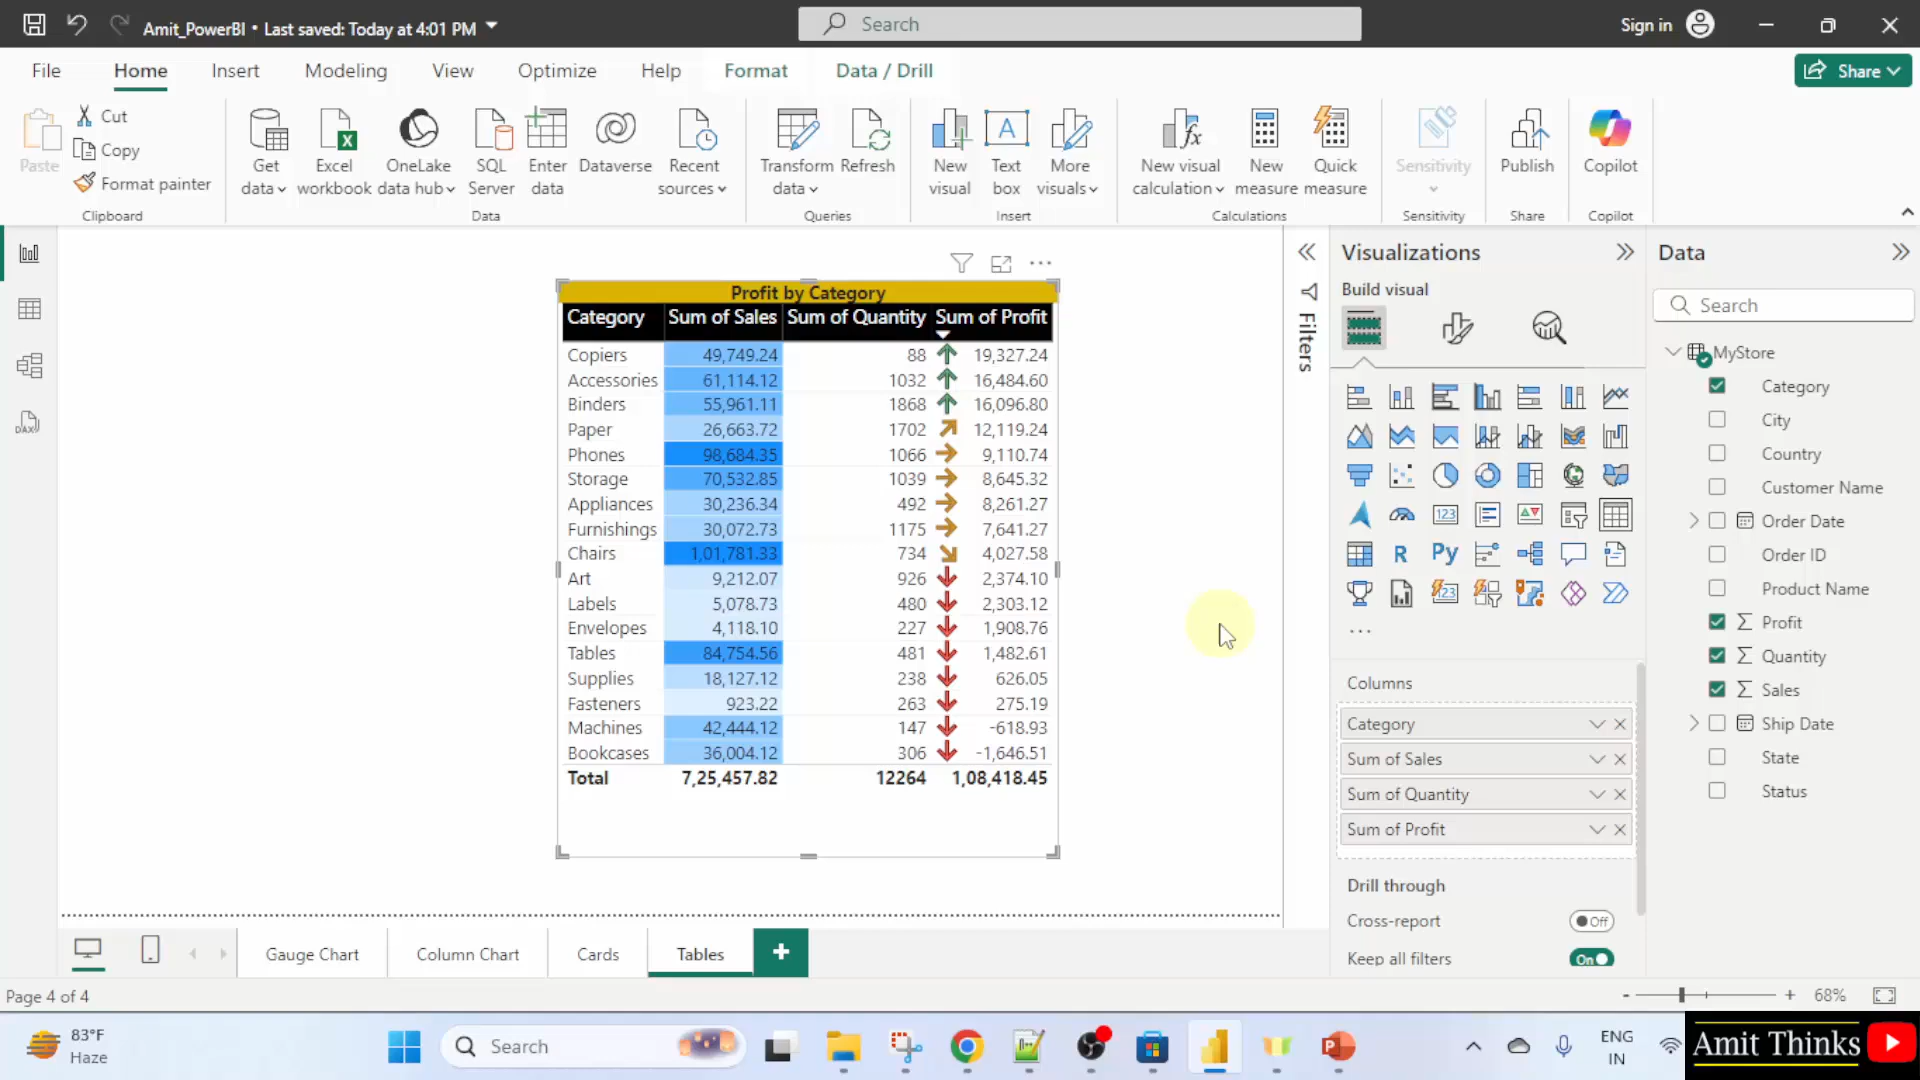 Amit_PowerBI • Last saved: Today at 4:01 PM
Search
Sign in
File Home Insert Modeling View Optimize Help Format Data / Drill
Share
Paste
Cut
Copy
Format painter
Clipboard
Get data
Excel workbook
OneLake data hub
SQL Server
Enter data
Dataverse
Recent sources
Data
Transform data
Refresh
Queries
New visual
Text box
More visuals
Insert
New visual calculation
New measure
Quick measure
Calculations
Sensitivity
Sensitivity
Publish
Share
Copilot
Copilot
Profit by Category
Category Sum of Sales Sum of Quantity Sum of Profit
Copiers 49,749.24 88 19,327.24
Accessories 61,114.12 1032 16,484.60
Binders 55,961.11 1868 16,096.80
Paper 26,663.72 1702 12,119.24
Phones 98,684.35 1066 9,110.74
Storage 70,532.85 1039 8,645.32
Appliances 30,236.34 492 8,261.27
Furnishings 30,072.73 1175 7,641.27
Chairs 1,01,781.33 734 4,027.58
Art 9,212.07 926 2,374.10
Labels 5,078.73 480 2,303.12
Envelopes 4,118.10 227 1,908.76
Tables 84,754.56 481 1,482.61
Supplies 18,127.12 238 626.05
Fasteners 923.22 263 275.19
Machines 42,444.12 147 -618.93
Bookcases 36,004.12 306 -1,646.51
Total 7,25,457.82 12264 1,08,418.45
Filters
Visualizations
Build visual
123
R
Py
123
Columns
Category
Sum of Sales
Sum of Quantity
Sum of Profit
Drill through
Cross-report
Off
Keep all filters
On
Data
Search
MyStore
Category
City
Country
Customer Name
Order Date
Order ID
Product Name
Profit
Quantity
Sales
Ship Date
State
Status
DAX
Gauge Chart
Column Chart
Cards
Tables
Page 4 of 4
68%
83°F
Haze
Search
ENG
IN
Amit Thinks